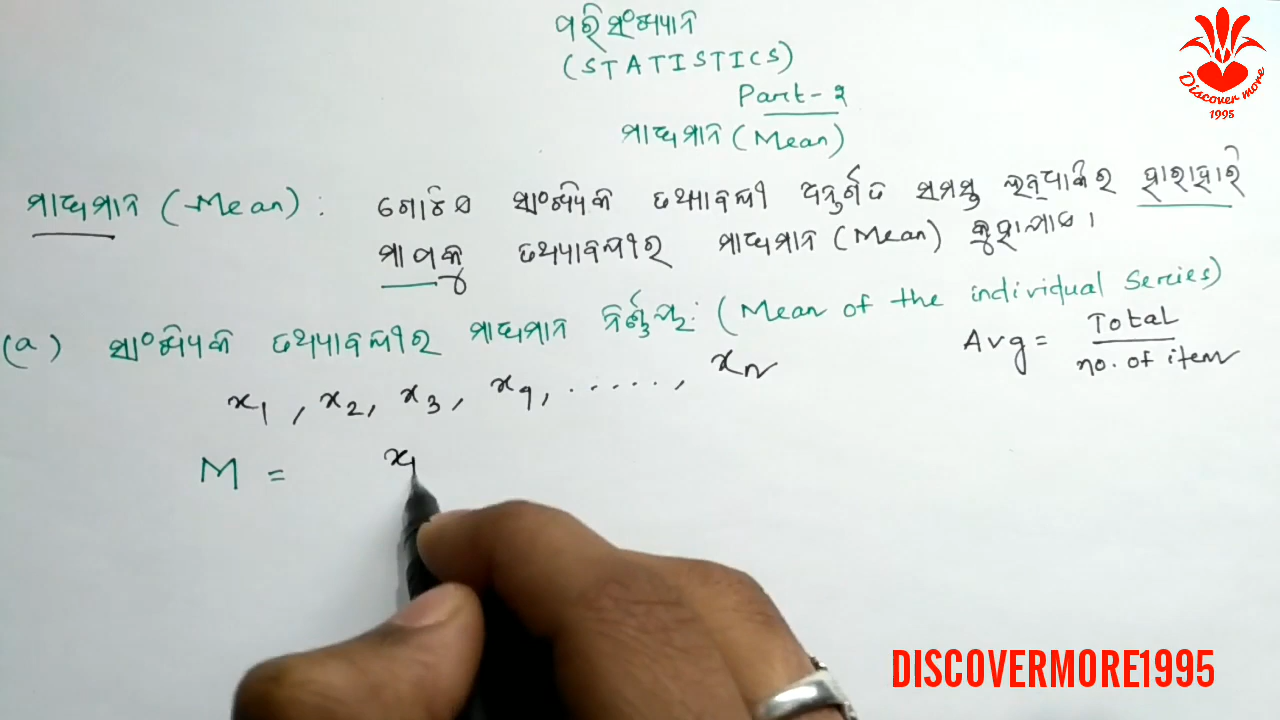 ପରିସଂଖ୍ୟାନ
(STATISTICS)
Part-2
ମାଧ୍ୟମାନ (Mean)
ମାଧ୍ୟମାନ (Mean) : ଗୋଟିଏ ସାଂଖ୍ୟିକ ତଥ୍ୟାବଳୀ ଅନ୍ତର୍ଗତ ସମସ୍ତ ଲବ୍ଧାଙ୍କର ହାରାହାରି
ମାପକୁ ତଥ୍ୟାବଳୀର ମାଧ୍ୟମାନ (Mean) କୁହାଯାଏ ।
(a) ସାଂଖ୍ୟିକ ତଥ୍ୟାବଳୀର ମାଧ୍ୟମାନ ନିର୍ଣ୍ଣୟ : (Mean of the individual Series)
Avg = Total / no. of item
x1 , x2, x3, x4, ......, xn
M = x1
Discover more
1995
DISCOVERMORE1995